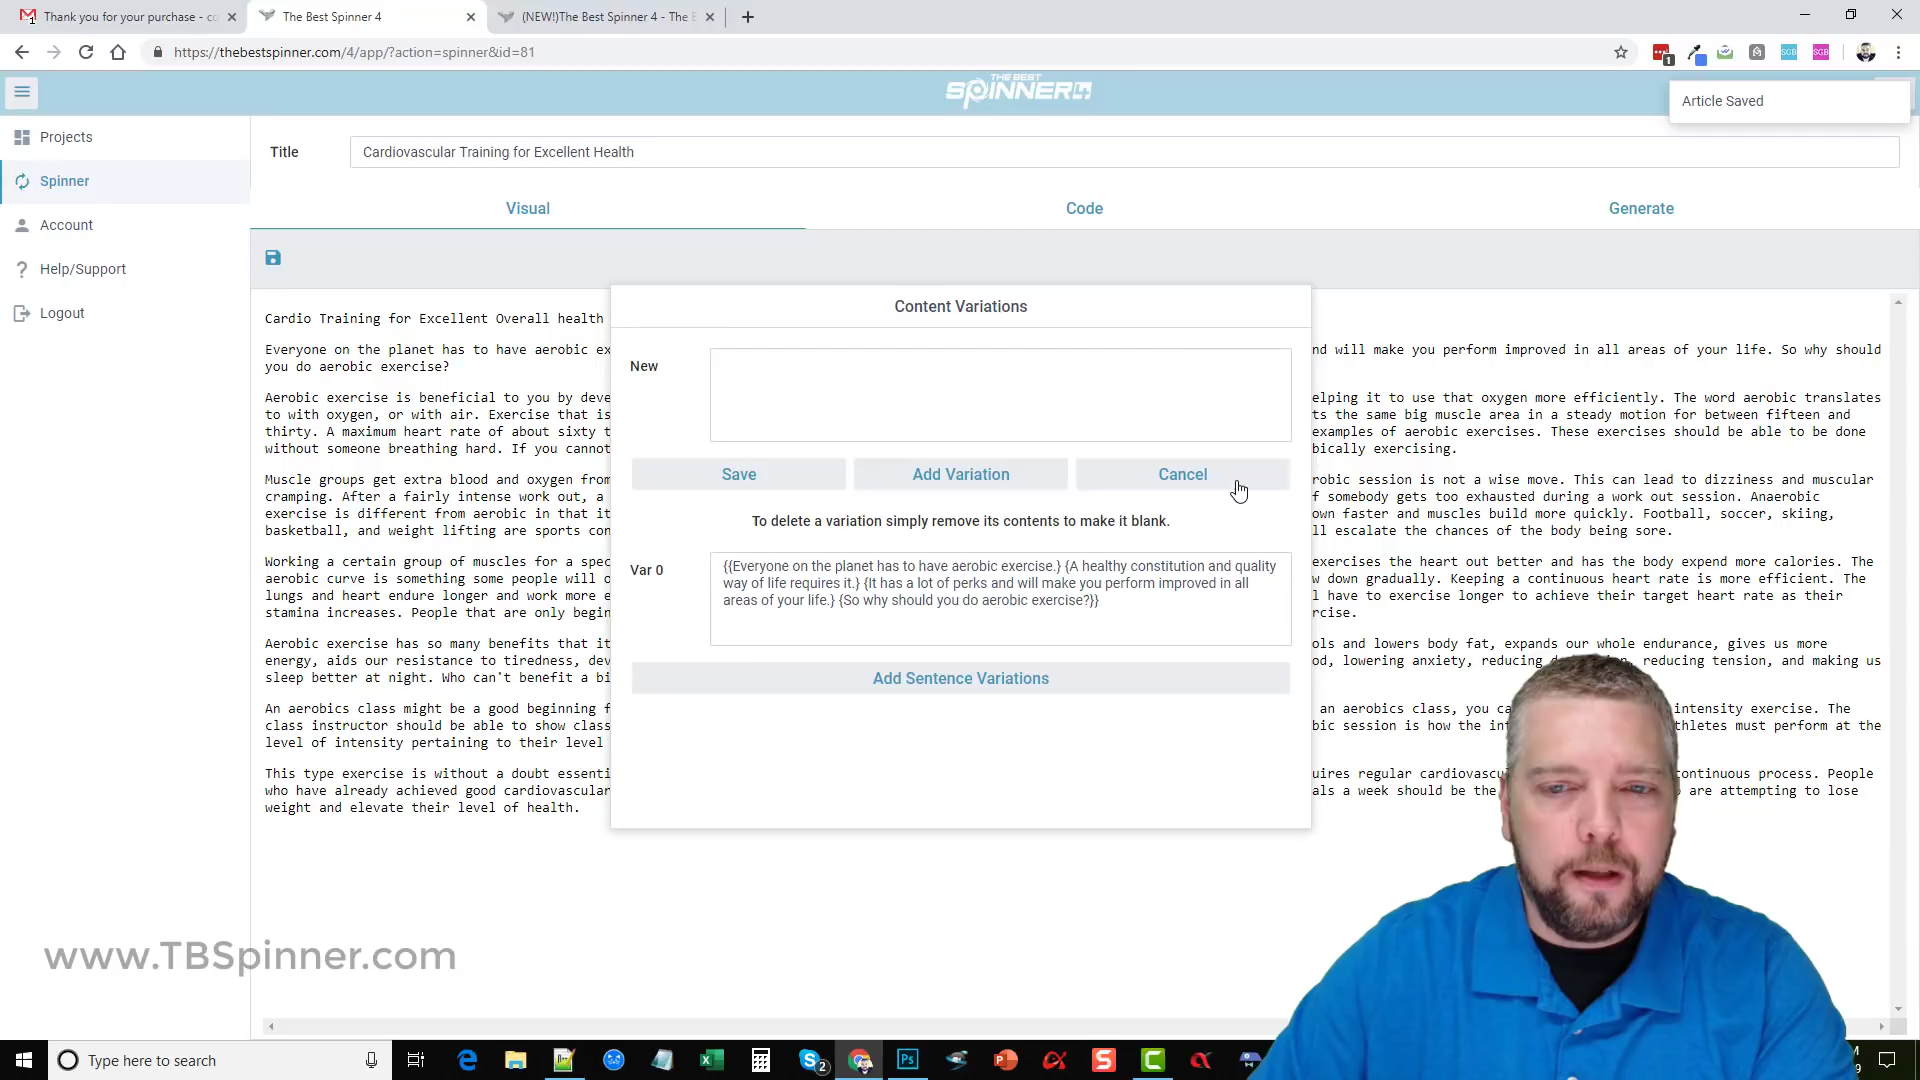 Thank you for your purchase - co
The Best Spinner 4
(NEW!)The Best Spinner 4 - The B
https://thebestspinner.com/4/app/?action=spinner&id=81
THE BEST
SPINNER4
Article Saved
Projects
Spinner
Account
Help/Support
Logout
Title
Cardiovascular Training for Excellent Health
Visual
Code
Generate
Cardio Training for Excellent Overall health
Everyone on the planet has to have aerobic ex
nd will make you perform improved in all areas of your life. So why should
you do aerobic exercise?
Aerobic exercise is beneficial to you by deve
elping it to use that oxygen more efficiently. The word aerobic translates
to with oxygen, or with air. Exercise that is
ts the same big muscle area in a steady motion for between fifteen and
thirty. A maximum heart rate of about sixty t
examples of aerobic exercises. These exercises should be able to be done
without someone breathing hard. If you cannot
bically exercising.
Muscle groups get extra blood and oxygen from
robic session is not a wise move. This can lead to dizziness and muscular
cramping. After a fairly intense work out, a
f somebody gets too exhausted during a work out session. Anaerobic
exercise is different from aerobic in that it
own faster and muscles build more quickly. Football, soccer, skiing,
basketball, and weight lifting are sports con
ll escalate the chances of the body being sore.
Working a certain group of muscles for a spec
exercises the heart out better and has the body expend more calories. The
aerobic curve is something some people will o
w down gradually. Keeping a continuous heart rate is more efficient. The
lungs and heart endure longer and work more e
l have to exercise longer to achieve their target heart rate as their
stamina increases. People that are only begin
rcise.
Aerobic exercise has so many benefits that it
ols and lowers body fat, expands our whole endurance, gives us more
energy, aids our resistance to tiredness, dev
od, lowering anxiety, reducing reducing tension, and making us
sleep better at night. Who can't benefit a bi
An aerobics class might be a good beginning f
an aerobics class, you ca intensity exercise. The
class instructor should be able to show class
bic session is how the int thletes must perform at the
level of intensity pertaining to their level
This type exercise is without a doubt essenti
uires regular cardiovascu continuous process. People
who have already achieved good cardiovascular
als a week should be the are attempting to lose
weight and elevate their level of health.
Content Variations
New
Save
Add Variation
Cancel
To delete a variation simply remove its contents to make it blank.
Var 0
{{Everyone on the planet has to have aerobic exercise.} {A healthy constitution and quality
way of life requires it.} {It has a lot of perks and will make you perform improved in all
areas of your life.} {So why should you do aerobic exercise?}}
Add Sentence Variations
www.TBSpinner.com
Type here to search